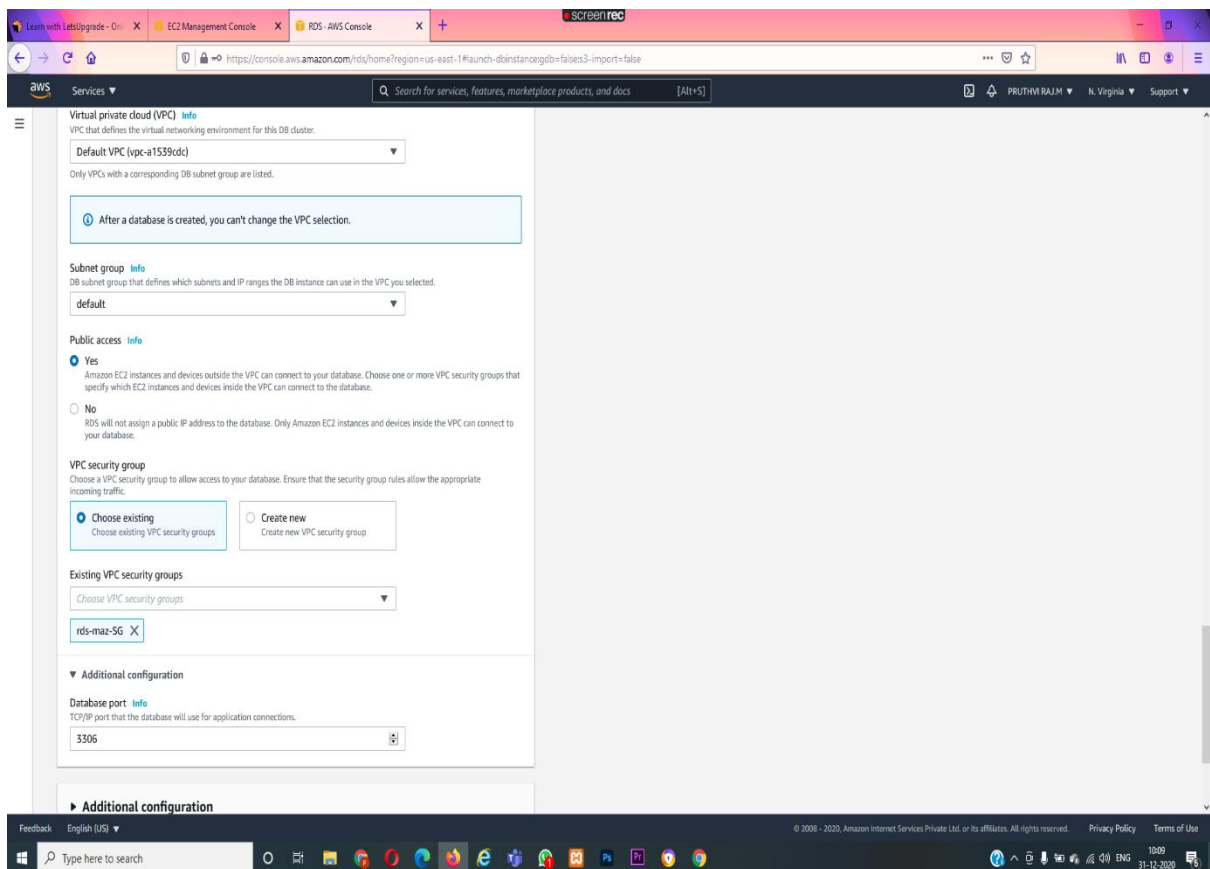 screenrec
Learn with LetsUpgrade - Onl
EC2 Management Console
RDS - AWS Console
https://console.aws.amazon.com/rds/home?region=us-east-1#launch-dbinstance:gdb=false;s3-import=false
aws Services ▼ Search for services, features, marketplace products, and docs [Alt+S] PRUTHVI RAJ.M ▼ N. Virginia ▼ Support ▼
Virtual private cloud (VPC) Info
VPC that defines the virtual networking environment for this DB cluster.
Default VPC (vpc-a1539cdc)
Only VPCs with a corresponding DB subnet group are listed.
After a database is created, you can't change the VPC selection.
Subnet group Info
DB subnet group that defines which subnets and IP ranges the DB instance can use in the VPC you selected.
default
Public access Info
Yes
Amazon EC2 instances and devices outside the VPC can connect to your database. Choose one or more VPC security groups that
specify which EC2 instances and devices inside the VPC can connect to the database.
No
RDS will not assign a public IP address to the database. Only Amazon EC2 instances and devices inside the VPC can connect to
your database.
VPC security group
Choose a VPC security group to allow access to your database. Ensure that the security group rules allow the appropriate
incoming traffic.
Choose existing
Choose existing VPC security groups
Create new
Create new VPC security group
Existing VPC security groups
Choose VPC security groups
rds-maz-SG
▼ Additional configuration
Database port Info
TCP/IP port that the database will use for application connections.
3306
▶ Additional configuration
Feedback English (US) ▼ © 2008 - 2020, Amazon Internet Services Private Ltd. or its affiliates. All rights reserved. Privacy Policy Terms of Use
Type here to search
ENG
10:09
31-12-2020